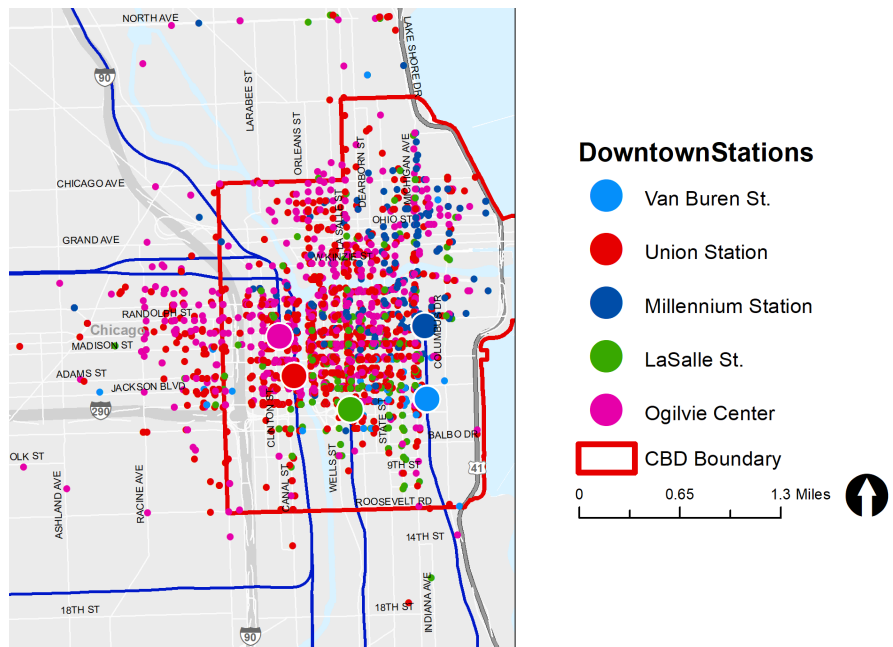 NORTH AVE
LAKE SHORE DR
90
LARABEE ST
ORLEANS ST
DEARBORN ST
MICHIGAN AVE
CHICAGO AVE
LA SALLE ST
OHIO ST
GRAND AVE
KINZIE ST
RANDOLPH ST
Chicago
MADISON ST
COLUMBUS DR
ADAMS ST
JACKSON BLVD
290
CLINTON ST
STATE ST
BALBO DR
OLK ST
WELLS ST
9TH ST
41
ASHLAND AVE
RACINE AVE
CANAL ST
ROOSEVELT RD
14TH ST
INDIANA AVE
18TH ST
18TH ST
90
DowntownStations
Van Buren St.
Union Station
Millennium Station
LaSalle St.
Ogilvie Center
CBD Boundary
0 0.65 1.3 Miles